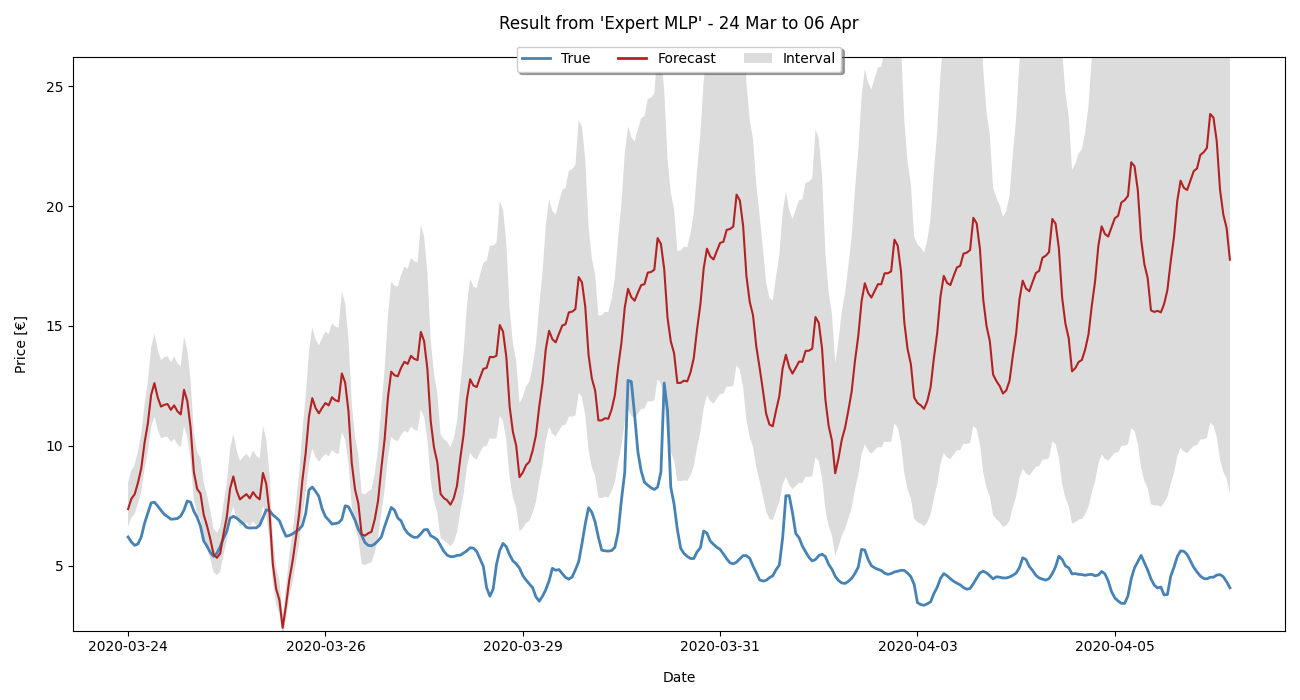 Result from 'Expert MLP' - 24 Mar to 06 Apr
True Forecast Interval
25
20
15
10
5
Price [€]
2020-03-24 2020-03-26 2020-03-29 2020-03-31 2020-04-03 2020-04-05
Date